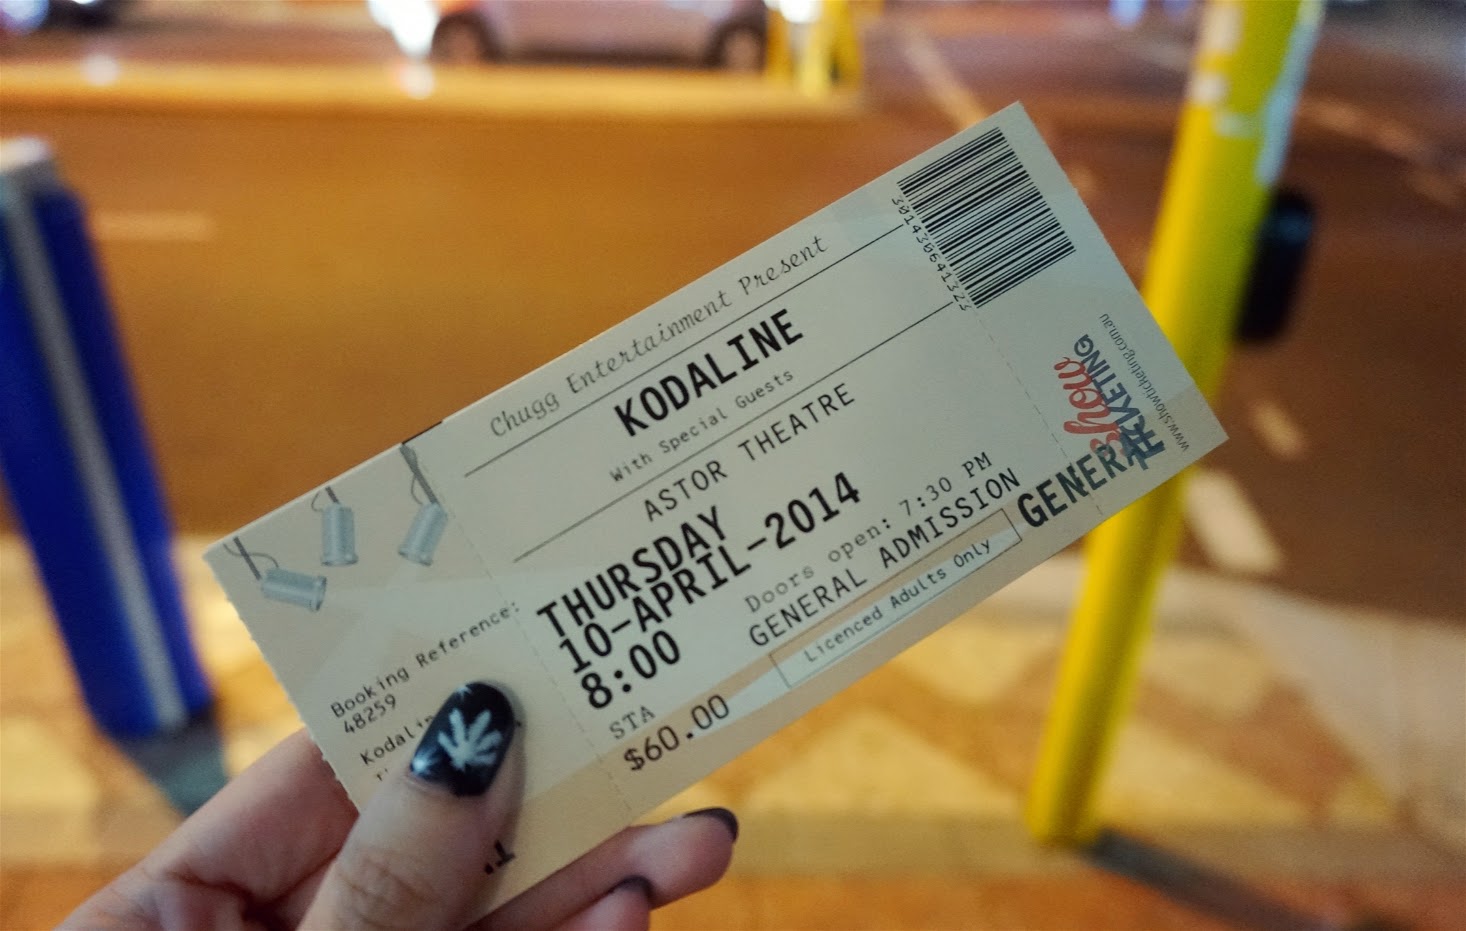 Chugg Entertainment Present
KODALINE
With Special Guests
ASTOR THEATRE
THURSDAY
10-APRIL-2014
8:00
Doors open: 7:30 PM
GENERAL ADMISSION
Licenced Adults Only
STA
$60.00
Booking Reference:
48259
GENERAL
show
TICKETING
www.showticketing.com.au